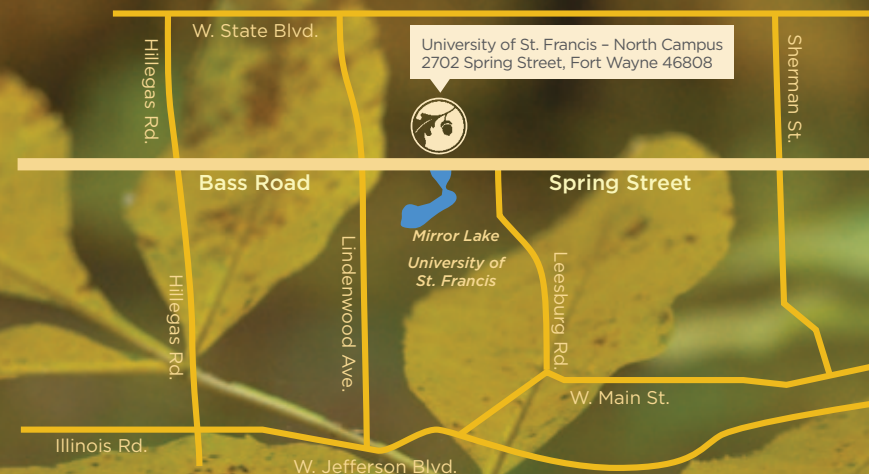 W. State Blvd.
University of St. Francis – North Campus
2702 Spring Street, Fort Wayne 46808
Hillegas Rd.
Sherman St.
Bass Road
Spring Street
Mirror Lake
University of
St. Francis
Lindenwood Ave.
Leesburg Rd.
Hillegas Rd.
W. Main St.
Illinois Rd.
W. Jefferson Blvd.